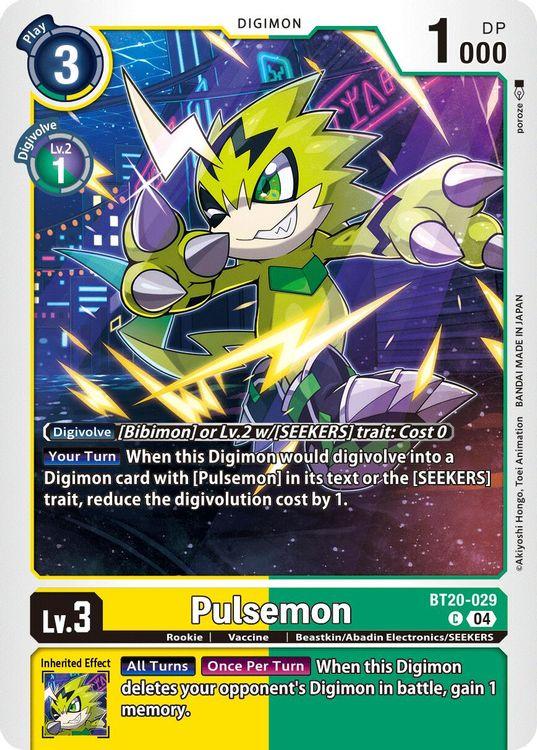 DIGIMON
Play
3
1000
DP
Digivolve
Lv.2
1
poroze
Digivolve [Bibimon] or Lv.2 w/[SEEKERS] trait: Cost 0
Your Turn When this Digimon would digivolve into a
Digimon card with [Pulsemon] in its text or the [SEEKERS]
trait, reduce the digivolution cost by 1.
©Akiyoshi Hongo, Toei Animation BANDAI MADE IN JAPAN
Lv.3
Pulsemon
BT20-029
C 04
Rookie | Vaccine | Beastkin/Abadin Electronics/SEEKERS
Inherited Effect
All Turns Once Per Turn When this Digimon
deletes your opponent's Digimon in battle, gain 1
memory.